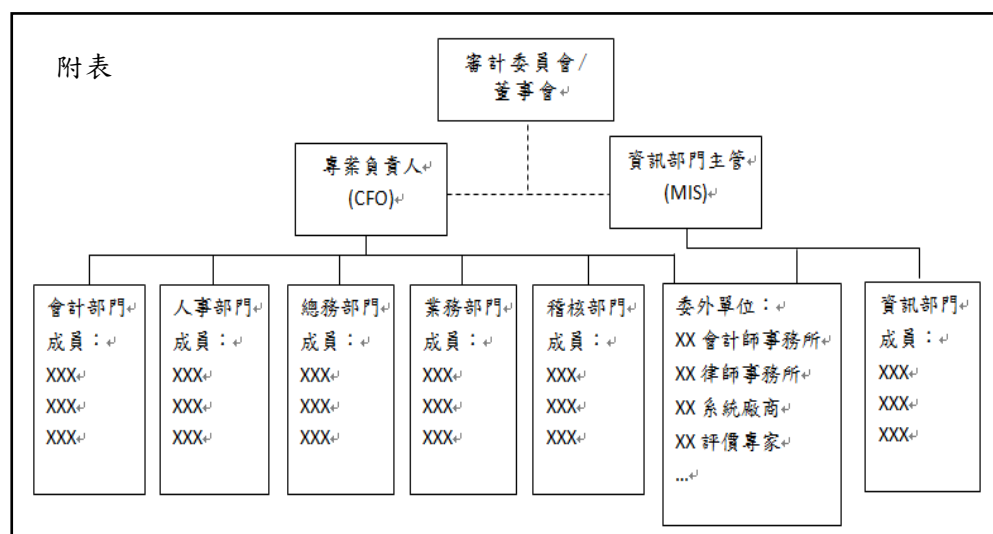 附表
審計委員會/
董事會↵
專案負責人↵
(CFO)↵
資訊部門主管↵
(MIS)↵
會計部門↵
成員：↵
XXX↵
XXX↵
XXX↵
人事部門↵
成員：↵
XXX↵
XXX↵
XXX↵
總務部門↵
成員：↵
XXX↵
XXX↵
XXX↵
業務部門↵
成員：↵
XXX↵
XXX↵
XXX↵
稽核部門↵
成員：↵
XXX↵
XXX↵
XXX↵
委外單位：↵
XX 會計師事務所↵
XX 律師事務所↵
XX 系統廠商↵
XX 評價專家↵
…↵
資訊部門↵
成員：↵
XXX↵
XXX↵
XXX↵